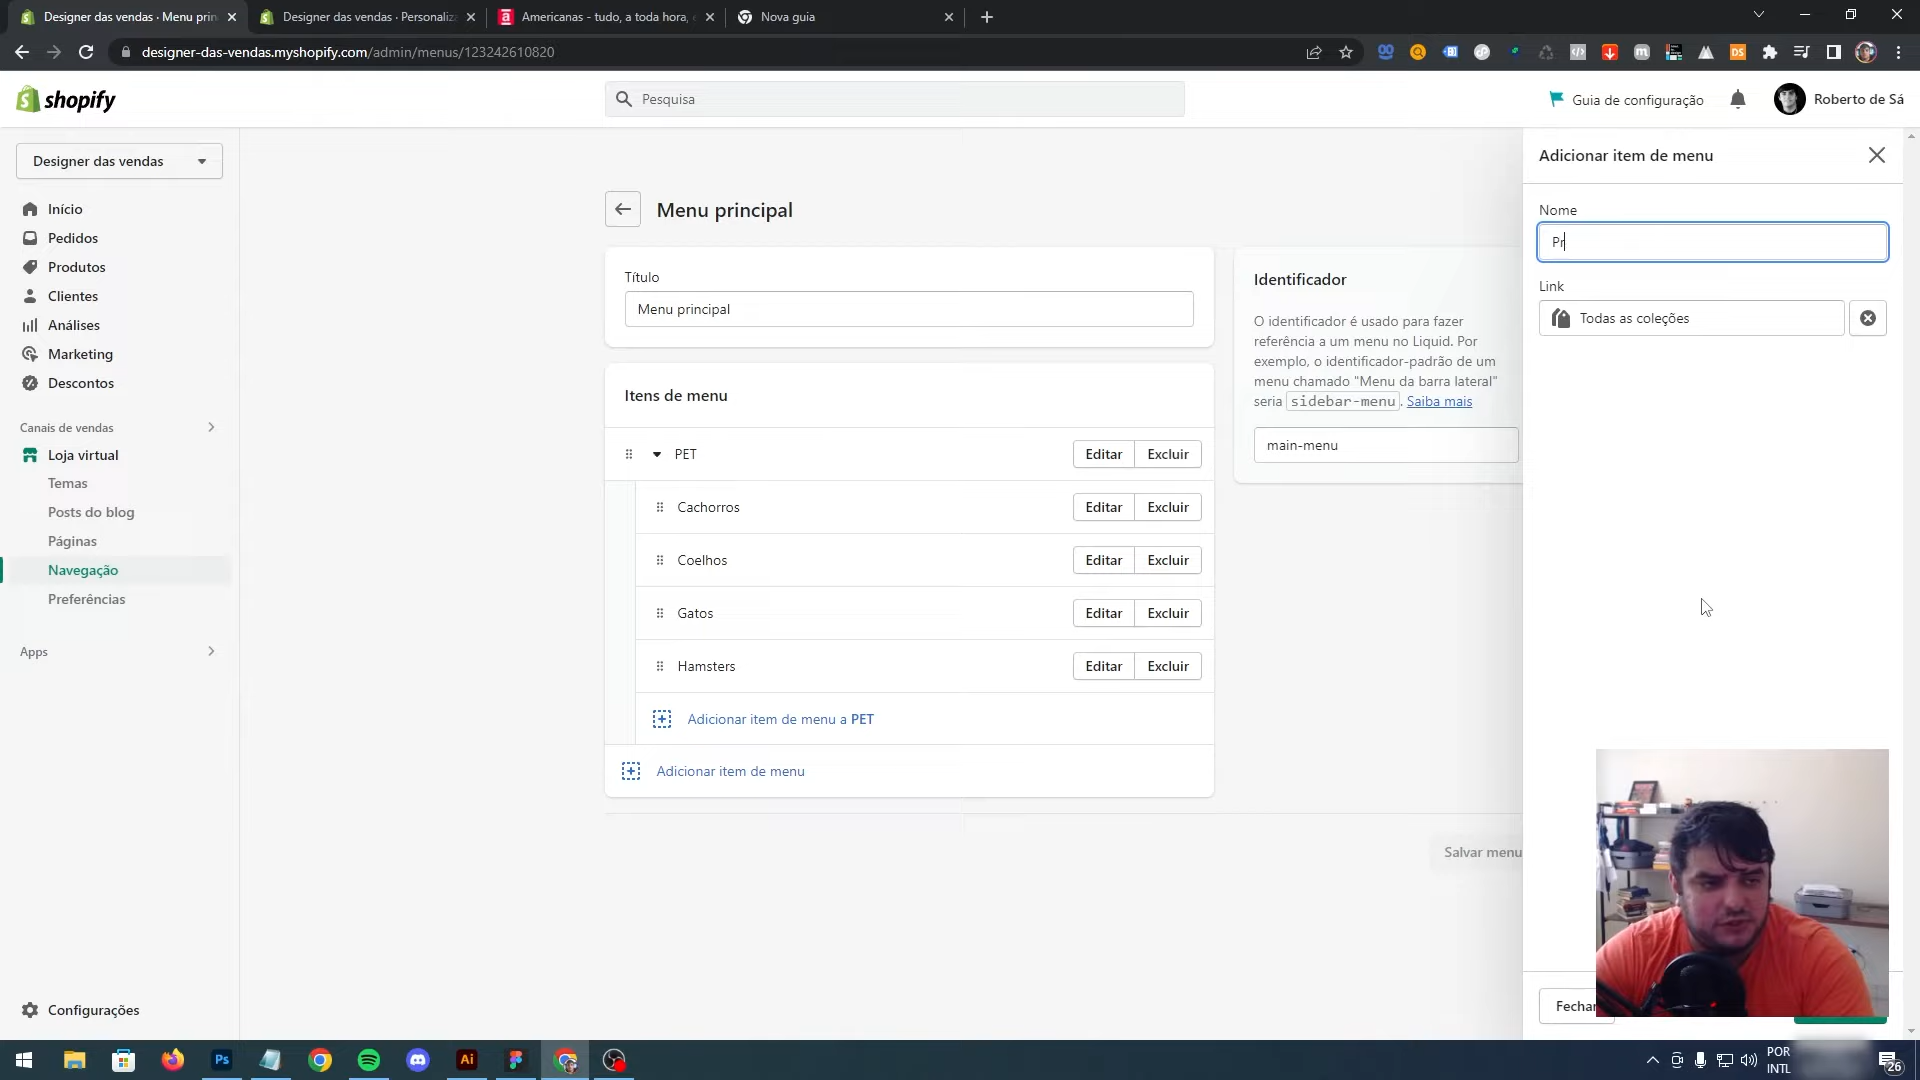 Designer das vendas · Menu prin
Designer das vendas · Personaliza
Americanas - tudo, a toda hora, e
Nova guia
designer-das-vendas.myshopify.com/admin/menus/123242610820
shopify
Pesquisa
Guia de configuração
Roberto de Sá
Designer das vendas
Início
Pedidos
Produtos
Clientes
Análises
Marketing
Descontos
Canais de vendas
Loja virtual
Temas
Posts do blog
Páginas
Navegação
Preferências
Apps
Configurações
Menu principal
Título
Menu principal
Itens de menu
PET
Editar
Excluir
Cachorros
Editar
Excluir
Coelhos
Editar
Excluir
Gatos
Editar
Excluir
Hamsters
Editar
Excluir
Adicionar item de menu a PET
Adicionar item de menu
Identificador
O identificador é usado para fazer
referência a um menu no Liquid. Por
exemplo, o identificador-padrão de um
menu chamado "Menu da barra lateral"
seria sidebar-menu. Saiba mais
main-menu
Salvar menu
Adicionar item de menu
Nome
Pr
Link
Todas as coleções
Fechar
Ps
Ai
POR
INTL
26